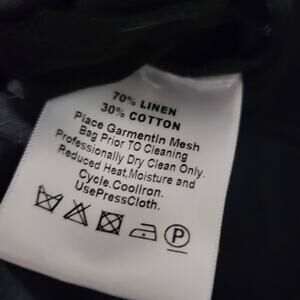 70% LINEN
30% COTTON
Place GarmentIn Mesh
Bag Prior TO Cleaning
Professionally Dry Clean Only.
Reduced Heat,Moisture and
Cycle.CoolIron.
UsePressCloth.
P